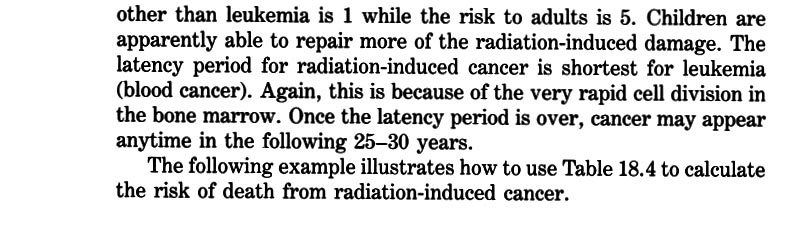 other than leukemia is 1 while the risk to adults is 5. Children are
apparently able to repair more of the radiation-induced damage. The
latency period for radiation-induced cancer is shortest for leukemia
(blood cancer). Again, this is because of the very rapid cell division in
the bone marrow. Once the latency period is over, cancer may appear
anytime in the following 25–30 years.
The following example illustrates how to use Table 18.4 to calculate
the risk of death from radiation-induced cancer.